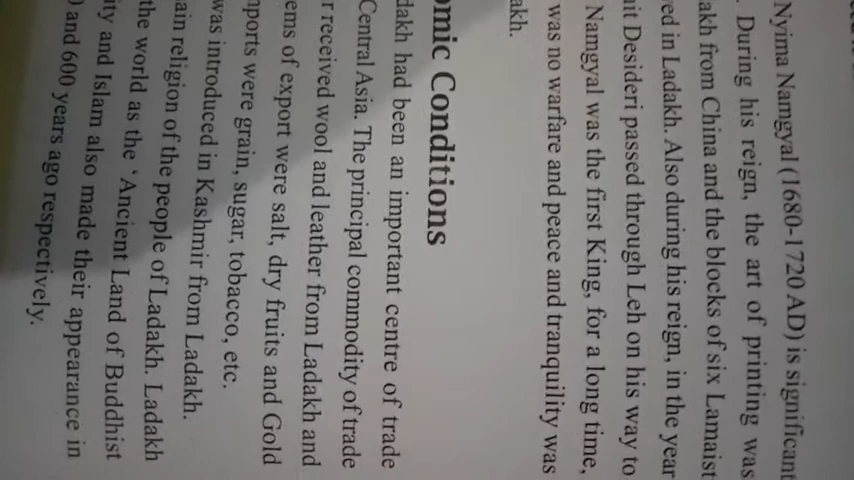 Nyima Namgyal (1680-1720 AD) is significant
. During his reign, the art of printing was
akh from China and the blocks of six Lamaist
ed in Ladakh. Also during his reign, in the year
it Desideri passed through Leh on his way to
Namgyal was the first King, for a long time,
was no warfare and peace and tranquility was
akh.
omic Conditions
dakh had been an important centre of trade
Central Asia. The principal commodity of trade
r received wool and leather from Ladakh and
ems of export were salt, dry fruits and Gold
ports were grain, sugar, tobacco, etc.
was introduced in Kashmir from Ladakh.
ain religion of the people of Ladakh. Ladakh
the world as the ‘Ancient Land of Buddhist
ity and Islam also made their appearance in
) and 600 years ago respectively.